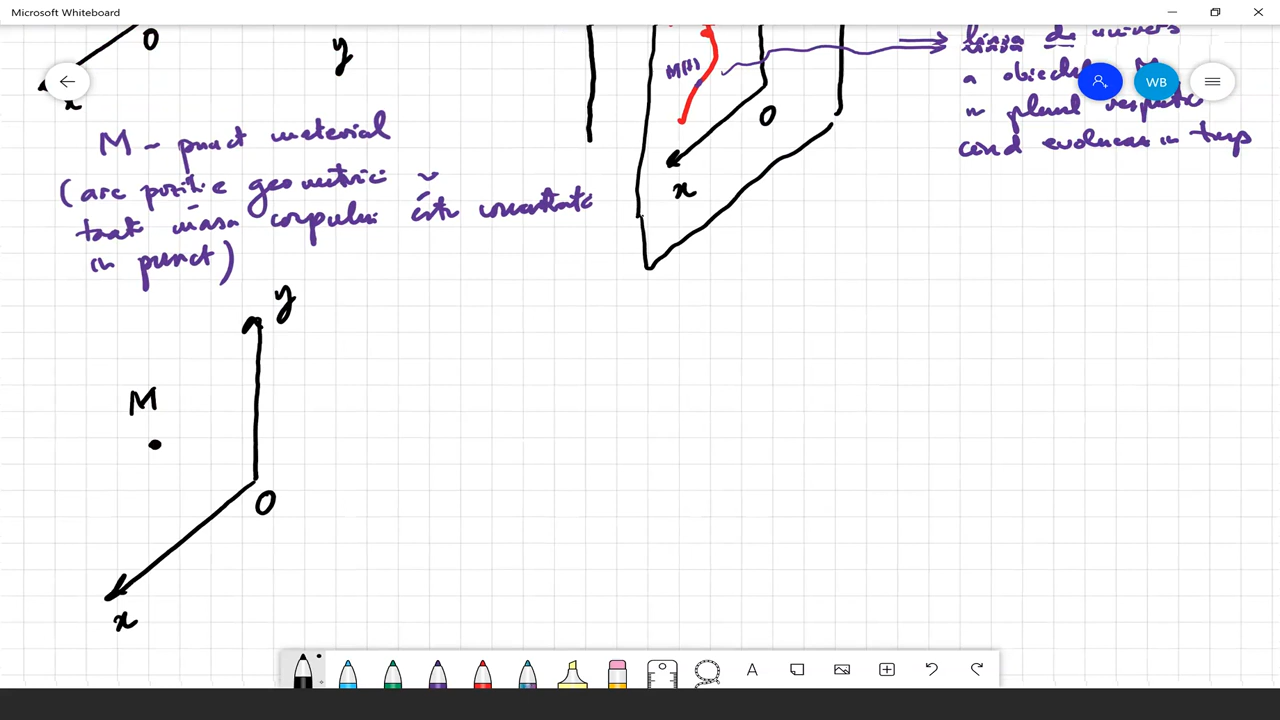 Microsoft Whiteboard
O
y
x
M - punct material
(are poziție geometrică și
toată masa corpului este concentrată
în punct)
M(t)
O
x
linia de univers
a obiectului M
în planul respectiv
când evoluează în timp
WB
y
M
O
x
A